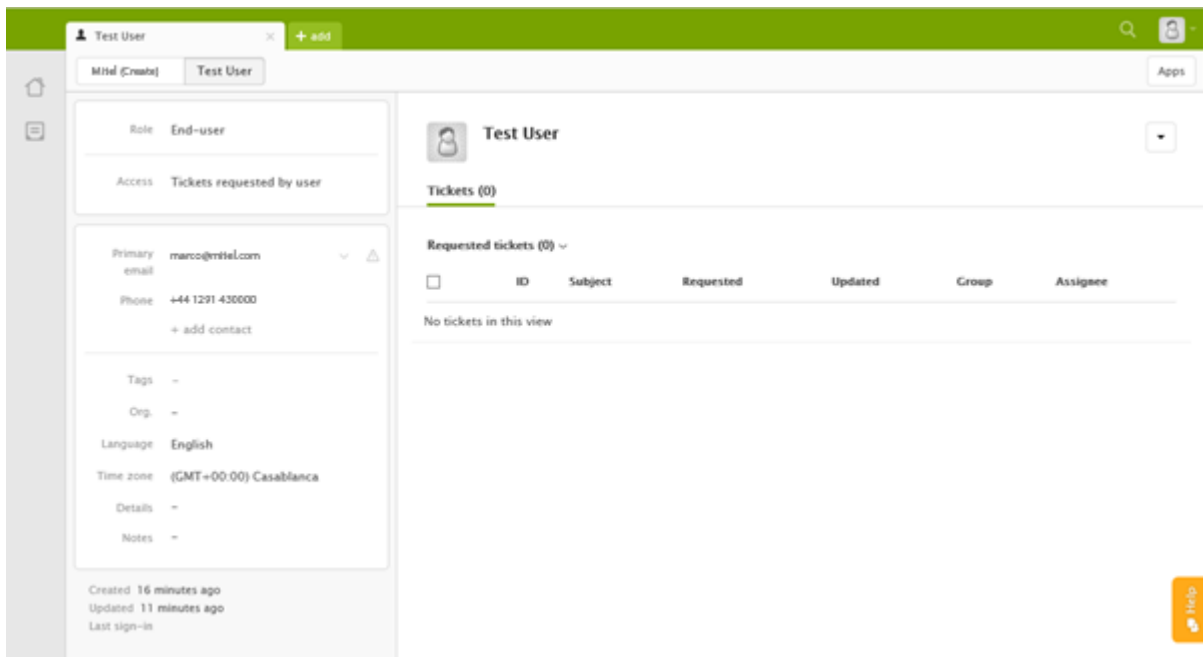 Test User × + add
Mitel (Create) Test User Apps
Role End-user
Access Tickets requested by user
Primary email marco@mitel.com
Phone +44 1291 430000
+ add contact
Tags –
Org. –
Language English
Time zone (GMT+00:00) Casablanca
Details –
Notes –
Created 16 minutes ago
Updated 11 minutes ago
Last sign-in
Test User
Tickets (0)
Requested tickets (0)
ID Subject Requested Updated Group Assignee
No tickets in this view
Help